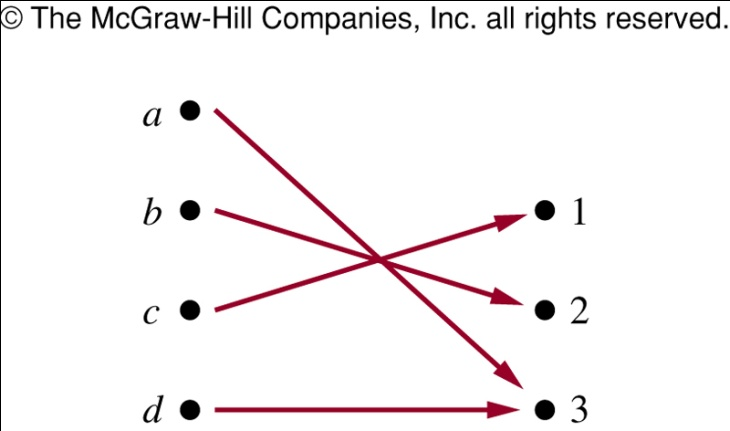 © The McGraw-Hill Companies, Inc. all rights reserved.
a
b
1
c
2
d
3